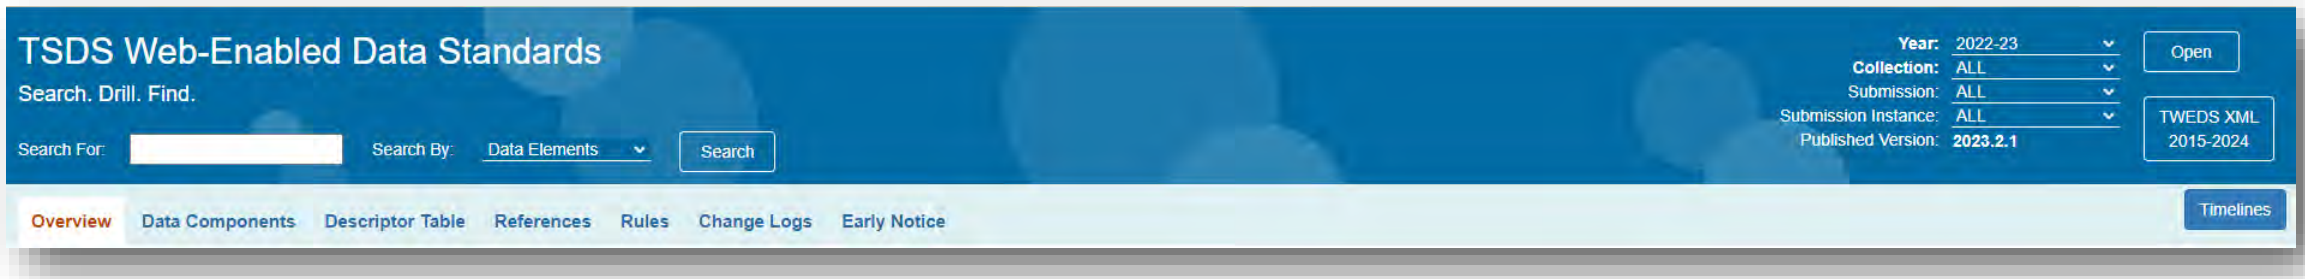 TSDS Web-Enabled Data Standards
Search. Drill. Find.
Search For:
Search By: Data Elements
Search
Year: 2022-23
Collection: ALL
Submission: ALL
Submission Instance: ALL
Published Version: 2023.2.1
Open
TWEDS XML
2015-2024
Overview Data Components Descriptor Table References Rules Change Logs Early Notice
Timelines